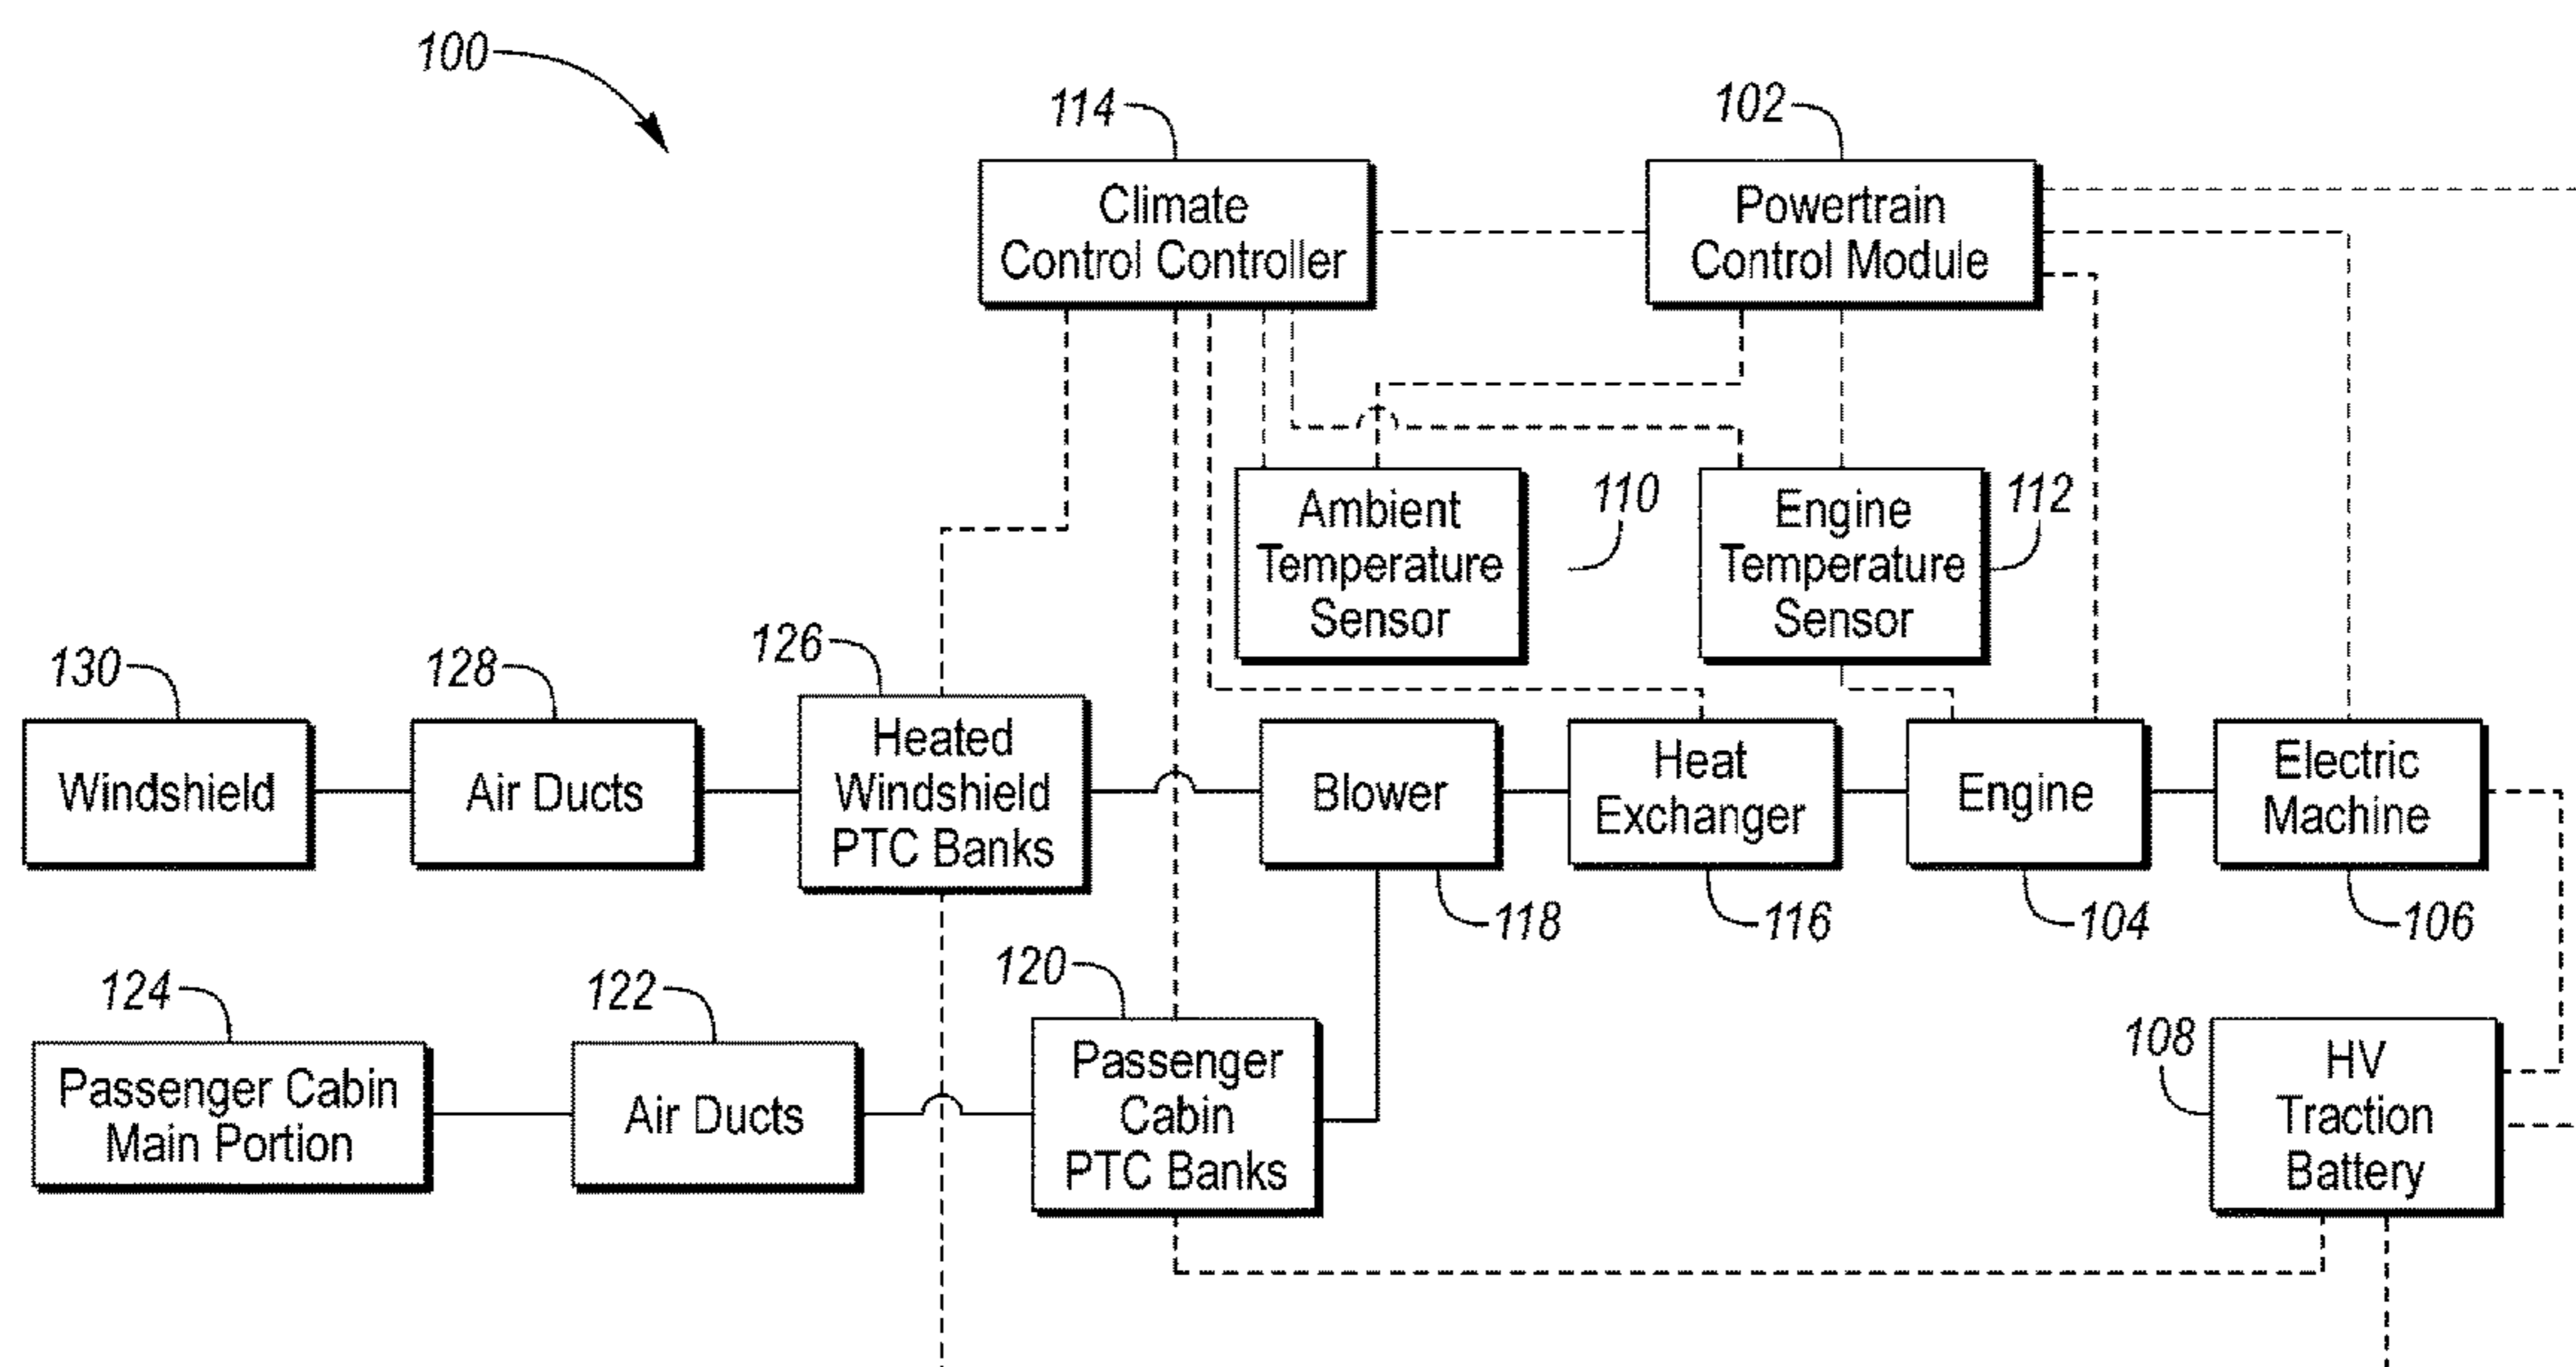 100
114
102
Climate
Control Controller
Powertrain
Control Module
110
112
Ambient
Temperature
Sensor
Engine
Temperature
Sensor
130
128
126
Windshield
Air Ducts
Heated
Windshield
PTC Banks
Blower
Heat
Exchanger
Engine
Electric
Machine
118
116
104
106
124
122
120
108
Passenger Cabin
Main Portion
Air Ducts
Passenger
Cabin
PTC Banks
HV
Traction
Battery